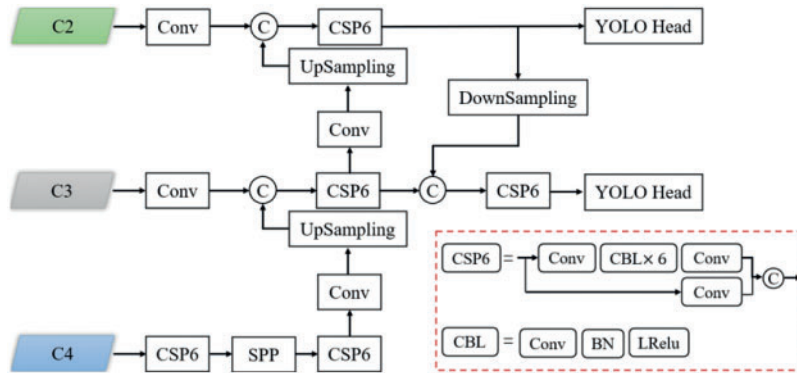 C2 Conv C CSP6 YOLO Head
UpSampling
DownSampling
Conv
C3 Conv C CSP6 C CSP6 YOLO Head
UpSampling
Conv
C4 CSP6 SPP CSP6
CSP6 = Conv CBL× 6 Conv
C
Conv
CBL = Conv BN LRelu